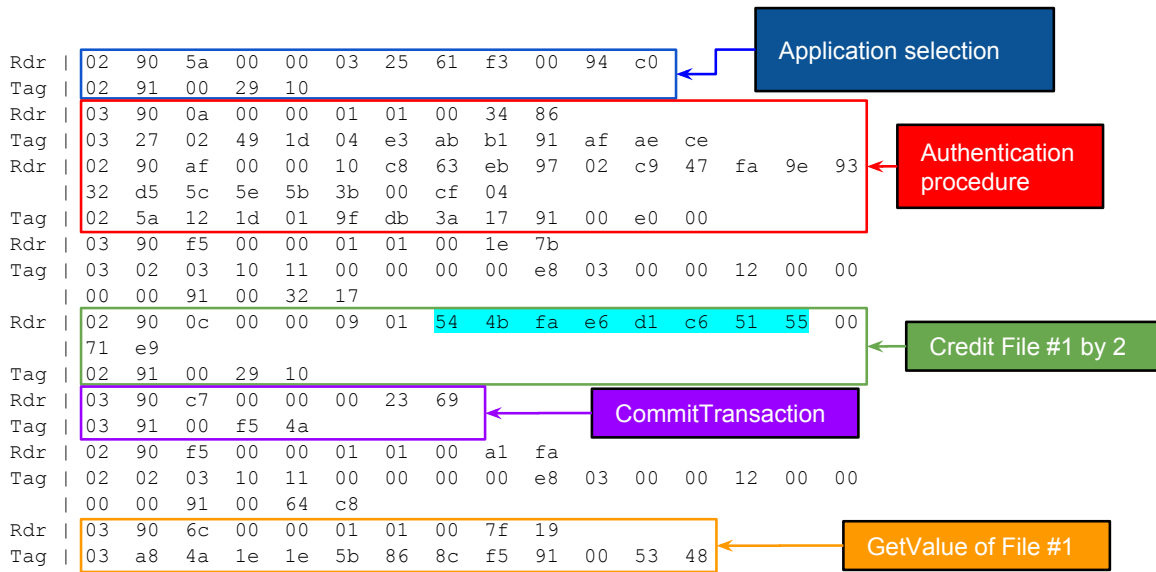 Rdr | 02 90 5a 00 00 03 25 61 f3 00 94 c0
Tag | 02 91 00 29 10
Application selection
Rdr | 03 90 0a 00 00 01 01 00 34 86
Tag | 03 27 02 49 1d 04 e3 ab b1 91 af ae ce
Rdr | 02 90 af 00 00 10 c8 63 eb 97 02 c9 47 fa 9e 93
| 32 d5 5c 5e 5b 3b 00 cf 04
Tag | 02 5a 12 1d 01 9f db 3a 17 91 00 e0 00
Authentication
procedure
Rdr | 03 90 f5 00 00 01 01 00 1e 7b
Tag | 03 02 03 10 11 00 00 00 00 e8 03 00 00 12 00 00
| 00 00 91 00 32 17
Rdr | 02 90 0c 00 00 09 01 54 4b fa e6 d1 c6 51 55 00
| 71 e9
Tag | 02 91 00 29 10
Credit File #1 by 2
Rdr | 03 90 c7 00 00 00 23 69
Tag | 03 91 00 f5 4a
CommitTransaction
Rdr | 02 90 f5 00 00 01 01 00 a1 fa
Tag | 02 02 03 10 11 00 00 00 00 e8 03 00 00 12 00 00
| 00 00 91 00 64 c8
Rdr | 03 90 6c 00 00 01 01 00 7f 19
Tag | 03 a8 4a 1e 1e 5b 86 8c f5 91 00 53 48
GetValue of File #1